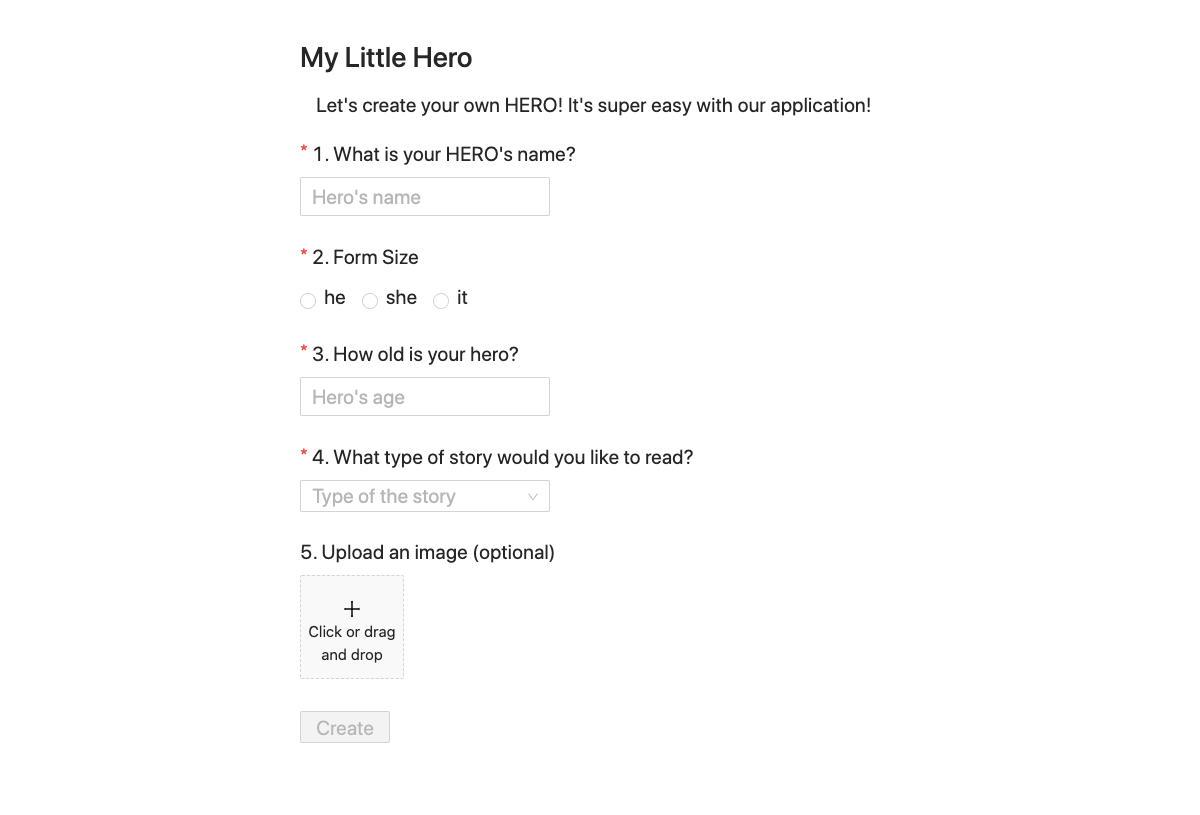 My Little Hero
Let's create your own HERO! It's super easy with our application!
* 1. What is your HERO's name?
Hero's name
* 2. Form Size
he she it
* 3. How old is your hero?
Hero's age
* 4. What type of story would you like to read?
Type of the story
5. Upload an image (optional)
Click or drag
and drop
Create